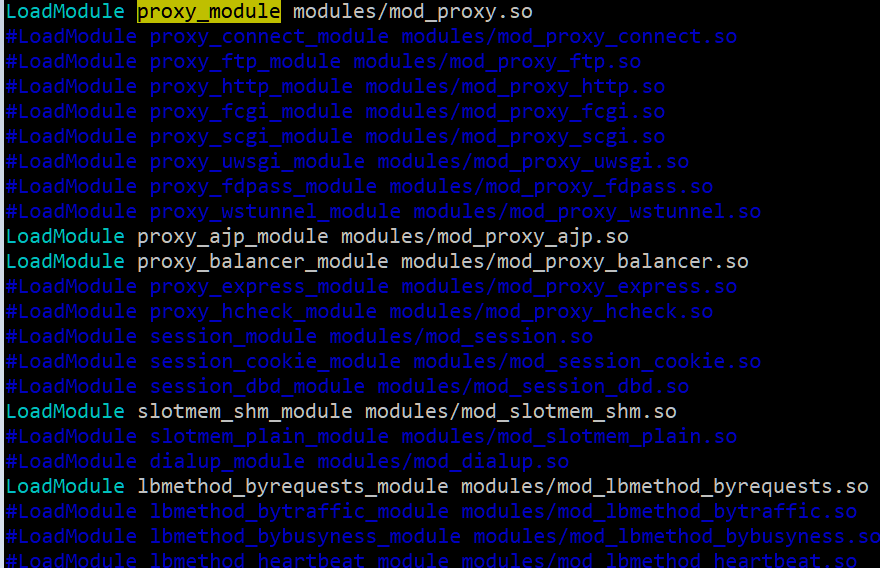 LoadModule proxy_module modules/mod_proxy.so
#LoadModule proxy_connect_module modules/mod_proxy_connect.so
#LoadModule proxy_ftp_module modules/mod_proxy_ftp.so
#LoadModule proxy_http_module modules/mod_proxy_http.so
#LoadModule proxy_fcgi_module modules/mod_proxy_fcgi.so
#LoadModule proxy_scgi_module modules/mod_proxy_scgi.so
#LoadModule proxy_uwsgi_module modules/mod_proxy_uwsgi.so
#LoadModule proxy_fdpass_module modules/mod_proxy_fdpass.so
#LoadModule proxy_wstunnel_module modules/mod_proxy_wstunnel.so
LoadModule proxy_ajp_module modules/mod_proxy_ajp.so
LoadModule proxy_balancer_module modules/mod_proxy_balancer.so
#LoadModule proxy_express_module modules/mod_proxy_express.so
#LoadModule proxy_hcheck_module modules/mod_proxy_hcheck.so
#LoadModule session_module modules/mod_session.so
#LoadModule session_cookie_module modules/mod_session_cookie.so
#LoadModule session_dbd_module modules/mod_session_dbd.so
LoadModule slotmem_shm_module modules/mod_slotmem_shm.so
#LoadModule slotmem_plain_module modules/mod_slotmem_plain.so
#LoadModule dialup_module modules/mod_dialup.so
LoadModule lbmethod_byrequests_module modules/mod_lbmethod_byrequests.so
#LoadModule lbmethod_bytraffic_module modules/mod_lbmethod_bytraffic.so
#LoadModule lbmethod_bybusyness_module modules/mod_lbmethod_bybusyness.so
#LoadModule lbmethod_heartbeat_module modules/mod_lbmethod_heartbeat.so